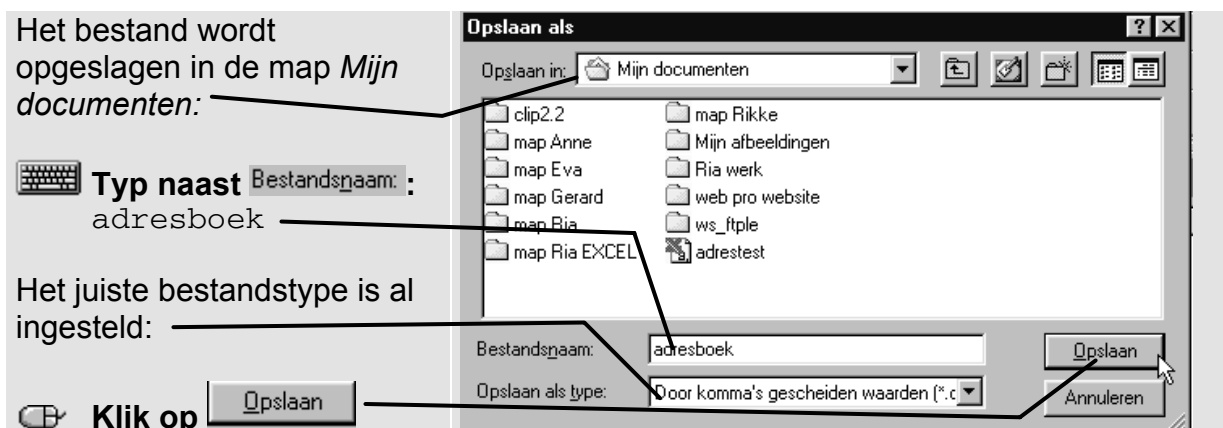 Het bestand wordt
opgeslagen in de map Mijn
documenten:
Typ naast Bestandsnaam: :
adresboek
Het juiste bestandstype is al
ingesteld:
Klik op Opslaan
Opslaan als
Opslaan in: Mijn documenten
clip2.2
map Anne
map Eva
map Gerard
map Ria
map Ria EXCEL
map Rikke
Mijn afbeeldingen
Ria werk
web pro website
ws_ftple
adrestest
Bestandsnaam: adresboek Opslaan
Opslaan als type: Door komma's gescheiden waarden (*.c Annuleren